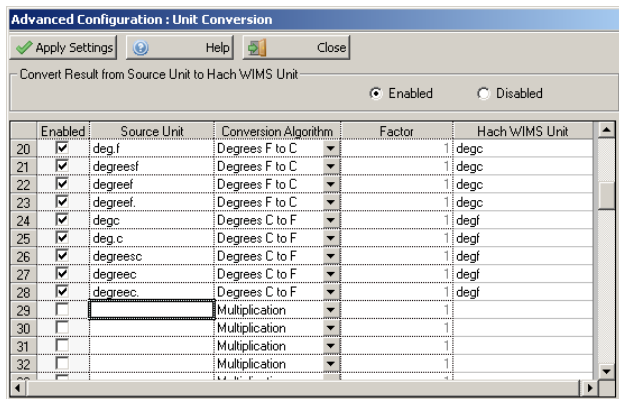 Advanced Configuration : Unit Conversion
Apply Settings Help Close
Convert Result from Source Unit to Hach WIMS Unit
Enabled Disabled
Enabled Source Unit Conversion Algorithm Factor Hach WIMS Unit
20 deg.f Degrees F to C 1 degc
21 degreesf Degrees F to C 1 degc
22 degreef Degrees F to C 1 degc
23 degreef. Degrees F to C 1 degc
24 degc Degrees C to F 1 degf
25 deg.c Degrees C to F 1 degf
26 degreesc Degrees C to F 1 degf
27 degreec Degrees C to F 1 degf
28 degreec. Degrees C to F 1 degf
29 Multiplication 1
30 Multiplication 1
31 Multiplication 1
32 Multiplication 1